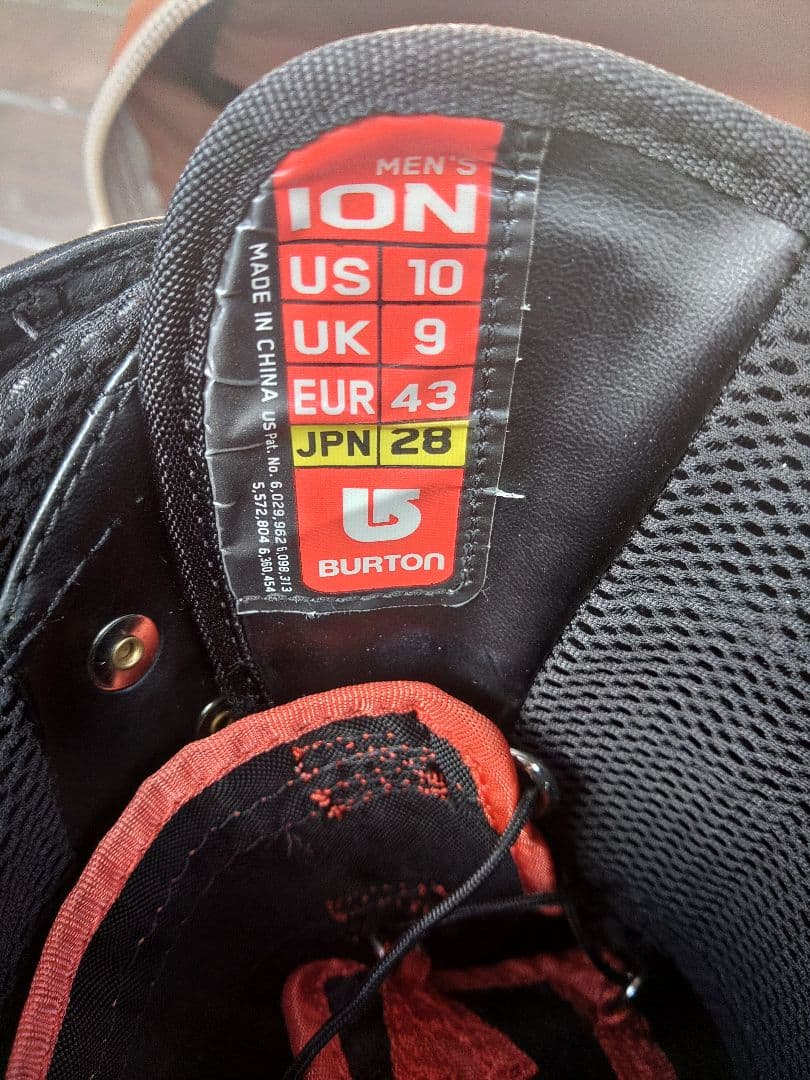 MEN'S
ION
US 10
UK 9
EUR 43
JPN 28
BURTON
MADE IN CHINA US Pat. No. 6,029,962 6,098,313
5,572,804 6,360,454